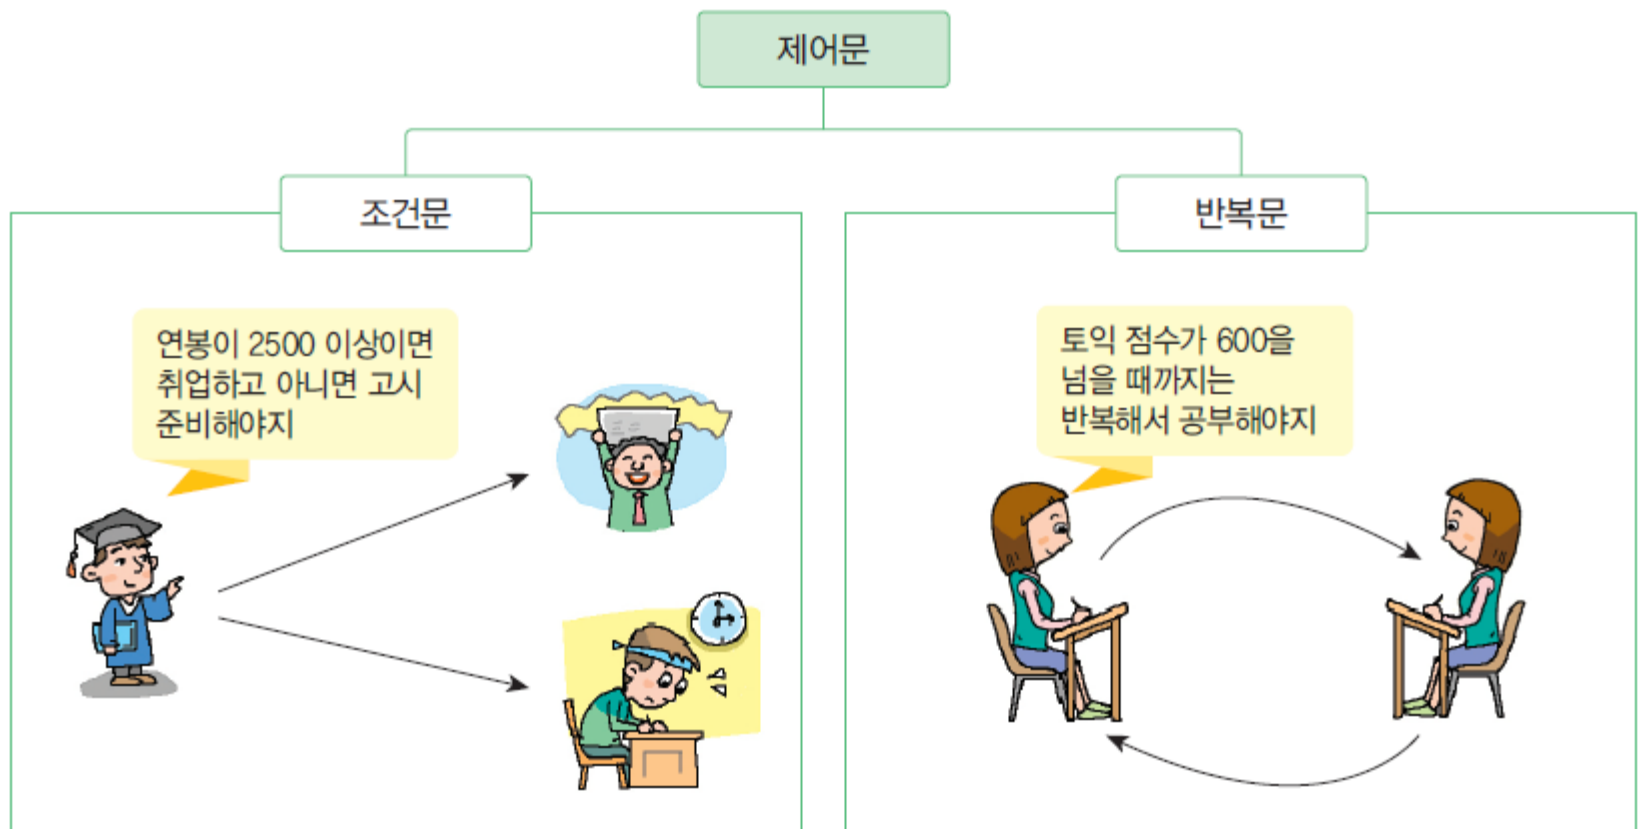 제어문
조건문
반복문
연봉이 2500 이상이면
취업하고 아니면 고시
준비해야지
토익 점수가 600을
넘을 때까지는
반복해서 공부해야지